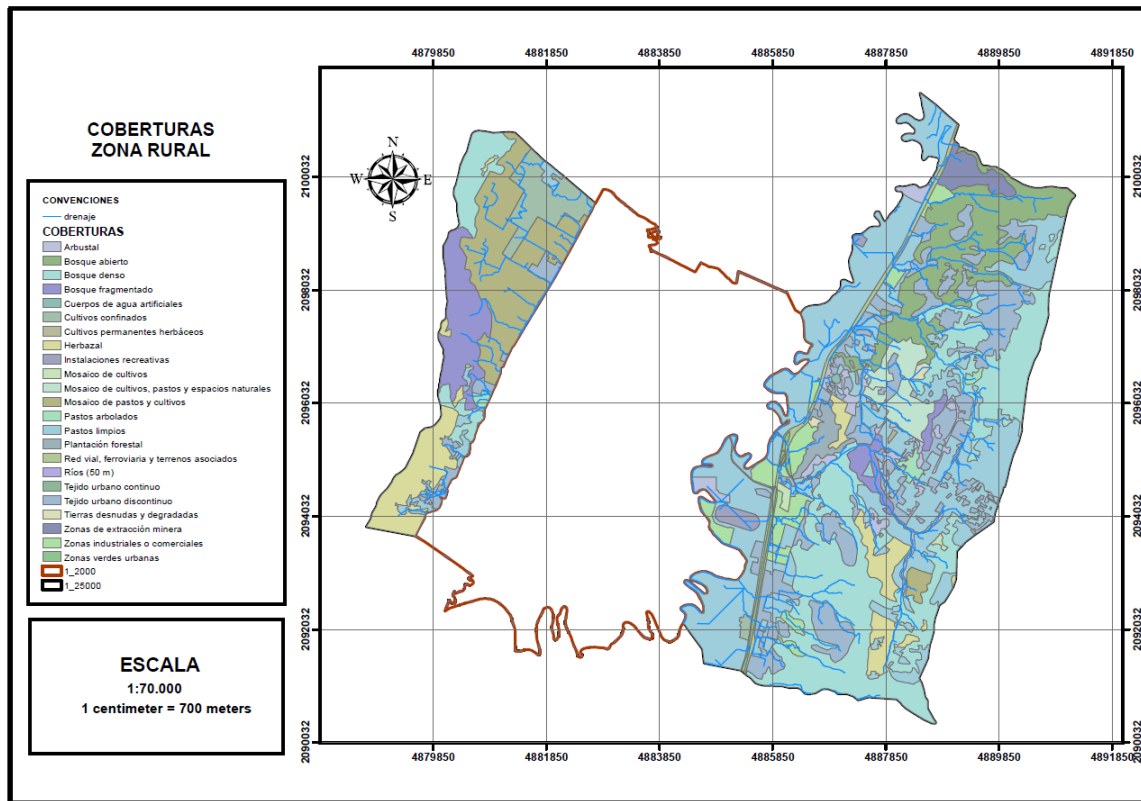 COBERTURAS
ZONA RURAL
CONVENCIONES
drenaje
COBERTURAS
Arbustal
Bosque abierto
Bosque denso
Bosque fragmentado
Cuerpos de agua artificiales
Cultivos confinados
Cultivos permanentes herbáceos
Herbazal
Instalaciones recreativas
Mosaico de cultivos
Mosaico de cultivos, pastos y espacios naturales
Mosaico de pastos y cultivos
Pastos arbolados
Pastos limpios
Plantación forestal
Red vial, ferroviaria y terrenos asociados
Ríos (50 m)
Tejido urbano continuo
Tejido urbano discontinuo
Tierras desnudas y degradadas
Zonas de extracción minera
Zonas industriales o comerciales
Zonas verdes urbanas
1_2000
1_25000
ESCALA
1:70.000
1 centimeter = 700 meters
4879850 4881850 4883850 4885850 4887850 4889850 4891850
N
W E
S
2100032
2098032
2096032
2094032
2092032
2090032
2100032
2098032
2096032
2094032
2092032
2090032
4879850 4881850 4883850 4885850 4887850 4889850 4891850